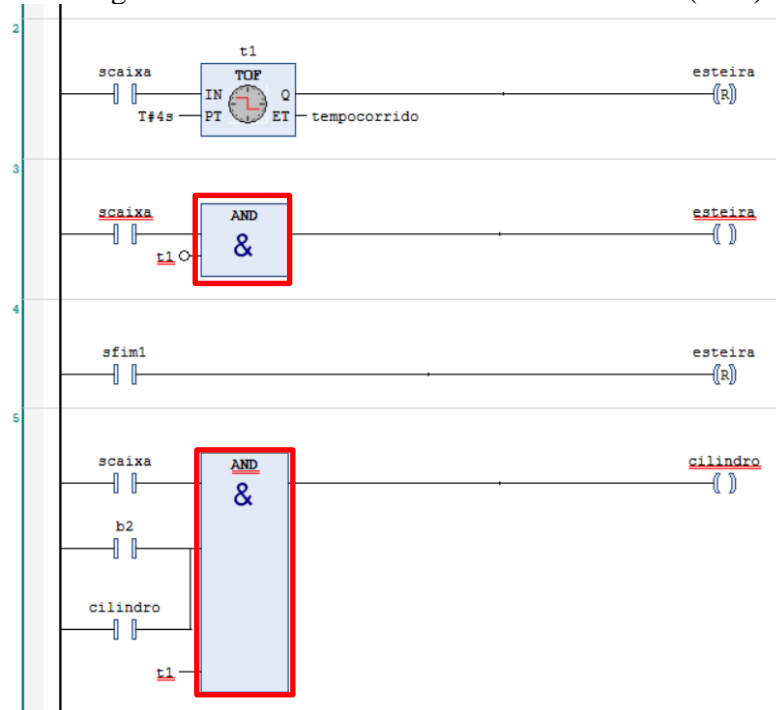 2
t1
scaixa TOF esteira
IN Q (R)
T#4s PT ET tempocorrido
3
scaixa AND esteira
& ( )
t1
4
sfim1 esteira
(R)
5
scaixa AND cilindro
& ( )
b2
cilindro
t1